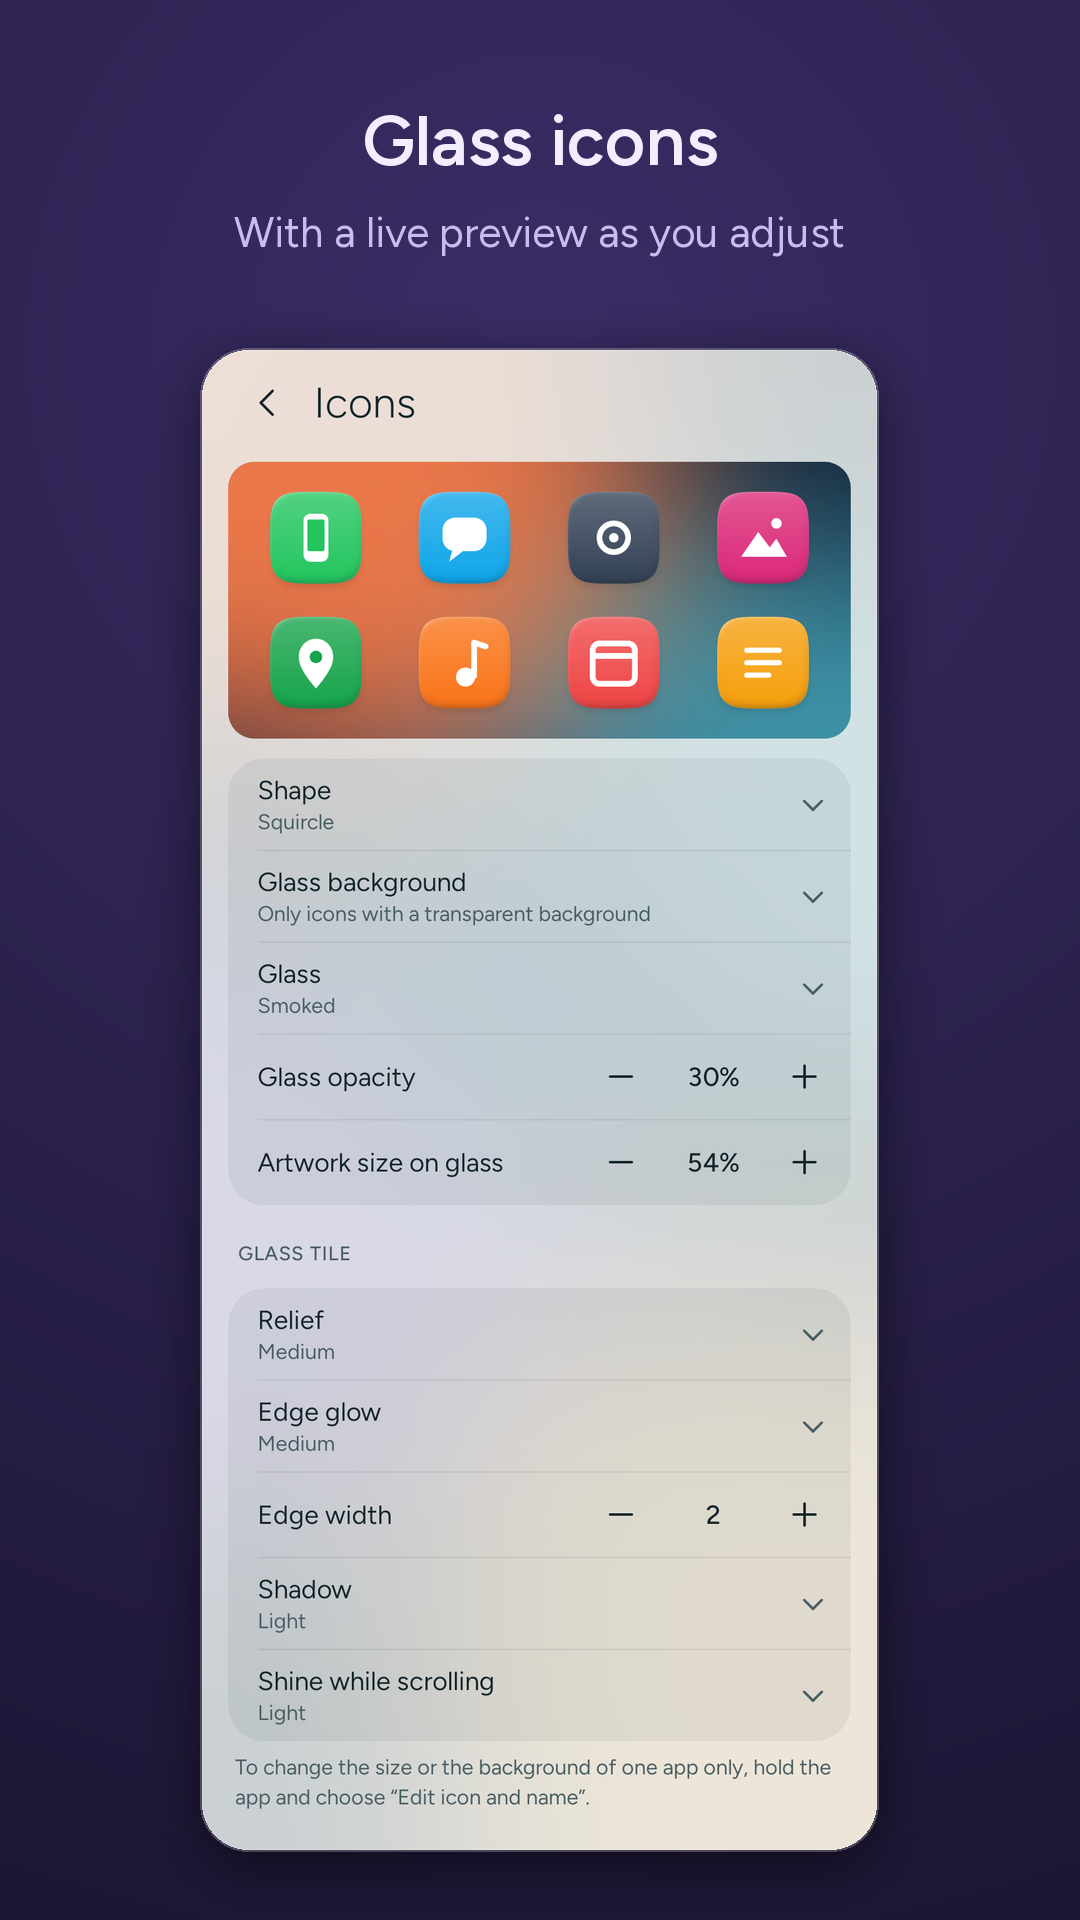 Glass icons
With a live preview as you adjust
Icons
Shape
Squircle
Glass background
Only icons with a transparent background
Glass
Smoked
Glass opacity
30%
Artwork size on glass
54%
GLASS TILE
Relief
Medium
Edge glow
Medium
Edge width
2
Shadow
Light
Shine while scrolling
Light
To change the size or the background of one app only, hold the
app and choose “Edit icon and name”.